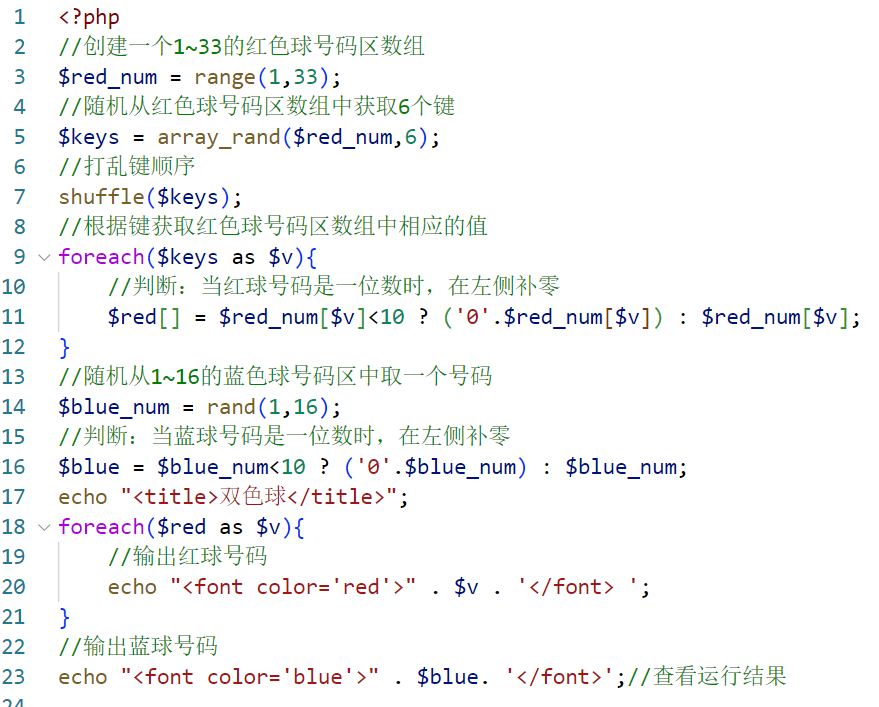 1 <?php
2 //创建一个1~33的红色球号码区数组
3 $red_num = range(1,33);
4 //随机从红色球号码区数组中获取6个键
5 $keys = array_rand($red_num,6);
6 //打乱键顺序
7 shuffle($keys);
8 //根据键获取红色球号码区数组中相应的值
9 foreach($keys as $v){
10 //判断：当红球号码是一位数时，在左侧补零
11 $red[] = $red_num[$v]<10 ? ('0'.$red_num[$v]) : $red_num[$v];
12 }
13 //随机从1~16的蓝色球号码区中取一个号码
14 $blue_num = rand(1,16);
15 //判断：当蓝球号码是一位数时，在左侧补零
16 $blue = $blue_num<10 ? ('0'.$blue_num) : $blue_num;
17 echo "<title>双色球</title>";
18 foreach($red as $v){
19 //输出红球号码
20 echo "<font color='red'>" . $v . '</font> ';
21 }
22 //输出蓝球号码
23 echo "<font color='blue'>" . $blue. '</font>';//查看运行结果
24